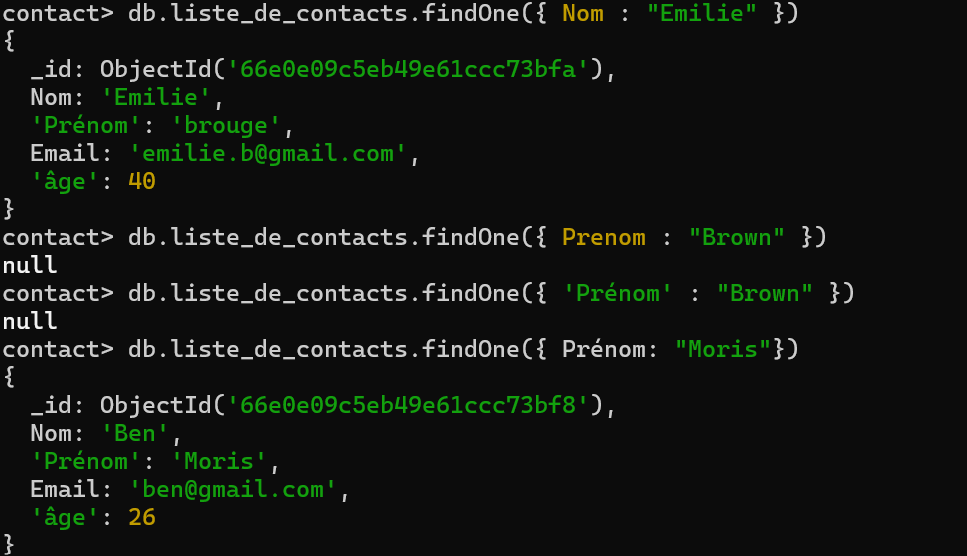 contact> db.liste_de_contacts.findOne({ Nom : "Emilie" })
{
  _id: ObjectId('66e0e09c5eb49e61ccc73bfa'),
  Nom: 'Emilie',
  'Prénom': 'brouge',
  Email: 'emilie.b@gmail.com',
  'âge': 40
}
contact> db.liste_de_contacts.findOne({ Prenom : "Brown" })
null
contact> db.liste_de_contacts.findOne({ 'Prénom' : "Brown" })
null
contact> db.liste_de_contacts.findOne({ Prénom: "Moris"})
{
  _id: ObjectId('66e0e09c5eb49e61ccc73bf8'),
  Nom: 'Ben',
  'Prénom': 'Moris',
  Email: 'ben@gmail.com',
  'âge': 26
}